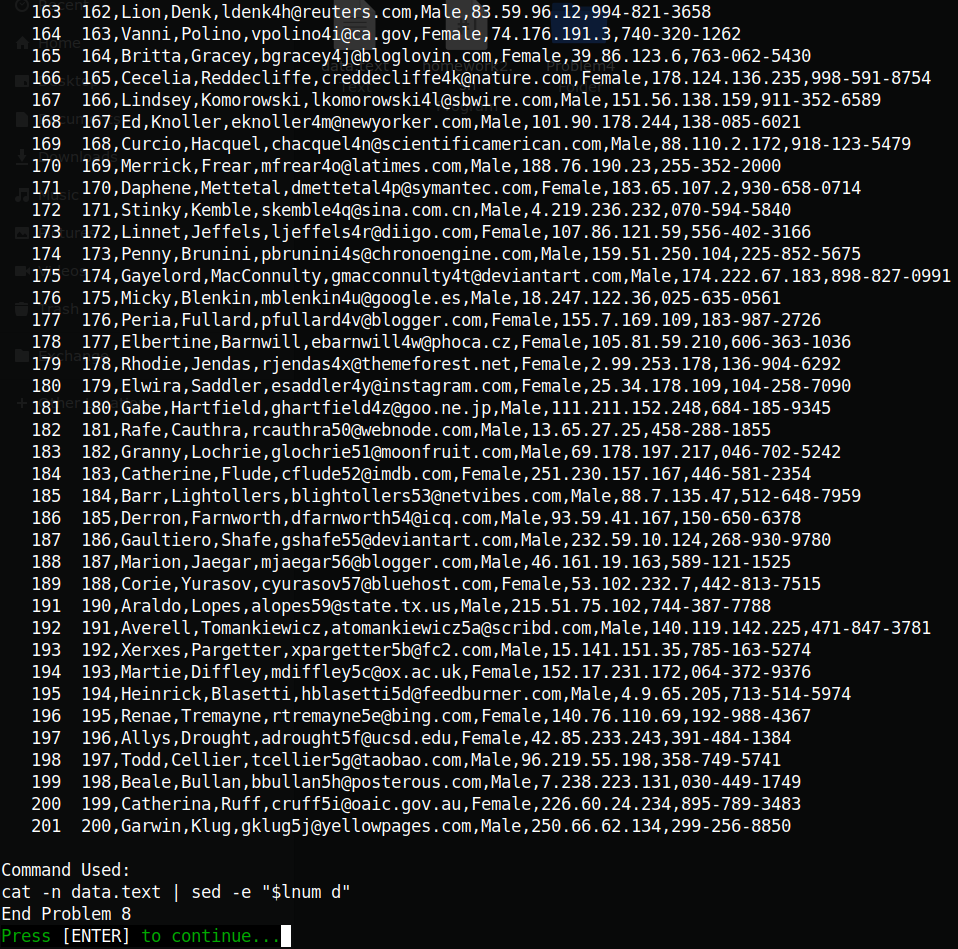 163  162,Lion,Denk,ldenk4h@reuters.com,Male,83.59.96.12,994-821-3658
164  163,Vanni,Polino,vpolino4i@ca.gov,Female,74.176.191.3,740-320-1262
165  164,Britta,Gracey,bgracey4j@bloglovin.com,Female,39.86.123.6,763-062-5430
166  165,Cecelia,Reddecliffe,creddecliffe4k@nature.com,Female,178.124.136.235,998-591-8754
167  166,Lindsey,Komorowski,lkomorowski4l@sbwire.com,Male,151.56.138.159,911-352-6589
168  167,Ed,Knoller,eknoller4m@newyorker.com,Male,101.90.178.244,138-085-6021
169  168,Curcio,Hacquel,chacquel4n@scientificamerican.com,Male,88.110.2.172,918-123-5479
170  169,Merrick,Frear,mfrear4o@latimes.com,Male,188.76.190.23,255-352-2000
171  170,Daphene,Mettetal,dmettetal4p@symantec.com,Female,183.65.107.2,930-658-0714
172  171,Stinky,Kemble,skemble4q@sina.com.cn,Male,4.219.236.232,070-594-5840
173  172,Linnet,Jeffels,ljeffels4r@diigo.com,Female,107.86.121.59,556-402-3166
174  173,Penny,Brunini,pbrunini4s@chronoengine.com,Male,159.51.250.104,225-852-5675
175  174,Gayelord,MacConnulty,gmacconnulty4t@deviantart.com,Male,174.222.67.183,898-827-0991
176  175,Micky,Blenkin,mblenkin4u@google.es,Male,18.247.122.36,025-635-0561
177  176,Peria,Fullard,pfullard4v@blogger.com,Female,155.7.169.109,183-987-2726
178  177,Elbertine,Barnwill,ebarnwill4w@phoca.cz,Female,105.81.59.210,606-363-1036
179  178,Rhodie,Jendas,rjendas4x@themeforest.net,Female,2.99.253.178,136-904-6292
180  179,Elwira,Saddler,esaddler4y@instagram.com,Female,25.34.178.109,104-258-7090
181  180,Gabe,Hartfield,ghartfield4z@goo.ne.jp,Male,111.211.152.248,684-185-9345
182  181,Rafe,Cauthra,rcauthra50@webnode.com,Male,13.65.27.25,458-288-1855
183  182,Granny,Lochrie,glochrie51@moonfruit.com,Male,69.178.197.217,046-702-5242
184  183,Catherine,Flude,cflude52@imdb.com,Female,251.230.157.167,446-581-2354
185  184,Barr,Lightollers,blightollers53@netvibes.com,Male,88.7.135.47,512-648-7959
186  185,Derron,Farnworth,dfarnworth54@icq.com,Male,93.59.41.167,150-650-6378
187  186,Gaultiero,Shafe,gshafe55@deviantart.com,Male,232.59.10.124,268-930-9780
188  187,Marion,Jaegar,mjaegar56@blogger.com,Male,46.161.19.163,589-121-1525
189  188,Corie,Yurasov,cyurasov57@bluehost.com,Female,53.102.232.7,442-813-7515
191  190,Araldo,Lopes,alopes59@state.tx.us,Male,215.51.75.102,744-387-7788
192  191,Averell,Tomankiewicz,atomankiewicz5a@scribd.com,Male,140.119.142.225,471-847-3781
193  192,Xerxes,Pargetter,xpargetter5b@fc2.com,Male,15.141.151.35,785-163-5274
194  193,Martie,Diffley,mdiffley5c@ox.ac.uk,Female,152.17.231.172,064-372-9376
195  194,Heinrick,Blasetti,hblasetti5d@feedburner.com,Male,4.9.65.205,713-514-5974
196  195,Renae,Tremayne,rtremayne5e@bing.com,Female,140.76.110.69,192-988-4367
197  196,Allys,Drought,adrought5f@ucsd.edu,Female,42.85.233.243,391-484-1384
198  197,Todd,Cellier,tcellier5g@taobao.com,Male,96.219.55.198,358-749-5741
199  198,Beale,Bullan,bbullan5h@posterous.com,Male,7.238.223.131,030-449-1749
200  199,Catherina,Ruff,cruff5i@oaic.gov.au,Female,226.60.24.234,895-789-3483
201  200,Garwin,Klug,gklug5j@yellowpages.com,Male,250.66.62.134,299-256-8850
Command Used:
cat -n data.text | sed -e "$lnum d"
End Problem 8
Press [ENTER] to continue...